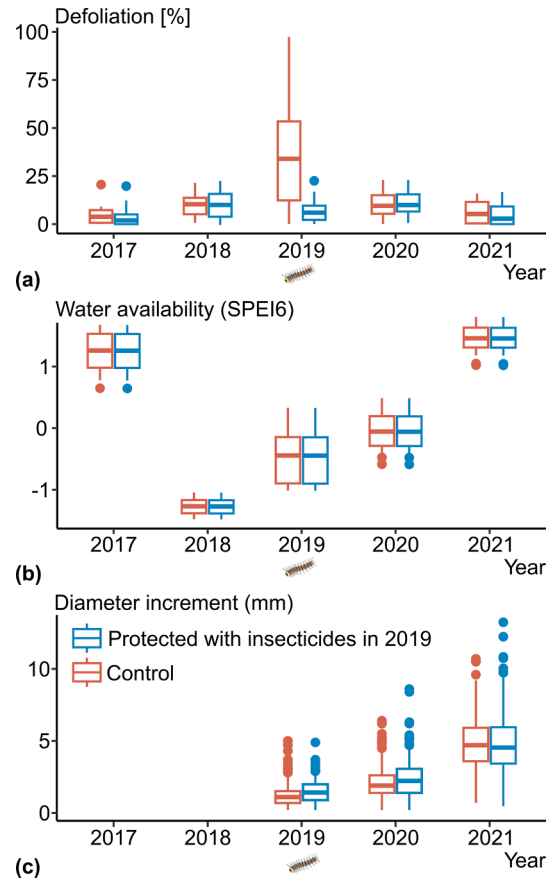 Defoliation [%]
100
75
50
25
0
2017 2018 2019 2020 2021
(a) Year
Water availability (SPEI6)
1
0
-1
2017 2018 2019 2020 2021
(b) Year
Diameter increment (mm)
Protected with insecticides in 2019
10
Control
5
0
2017 2018 2019 2020 2021
Year
(c)